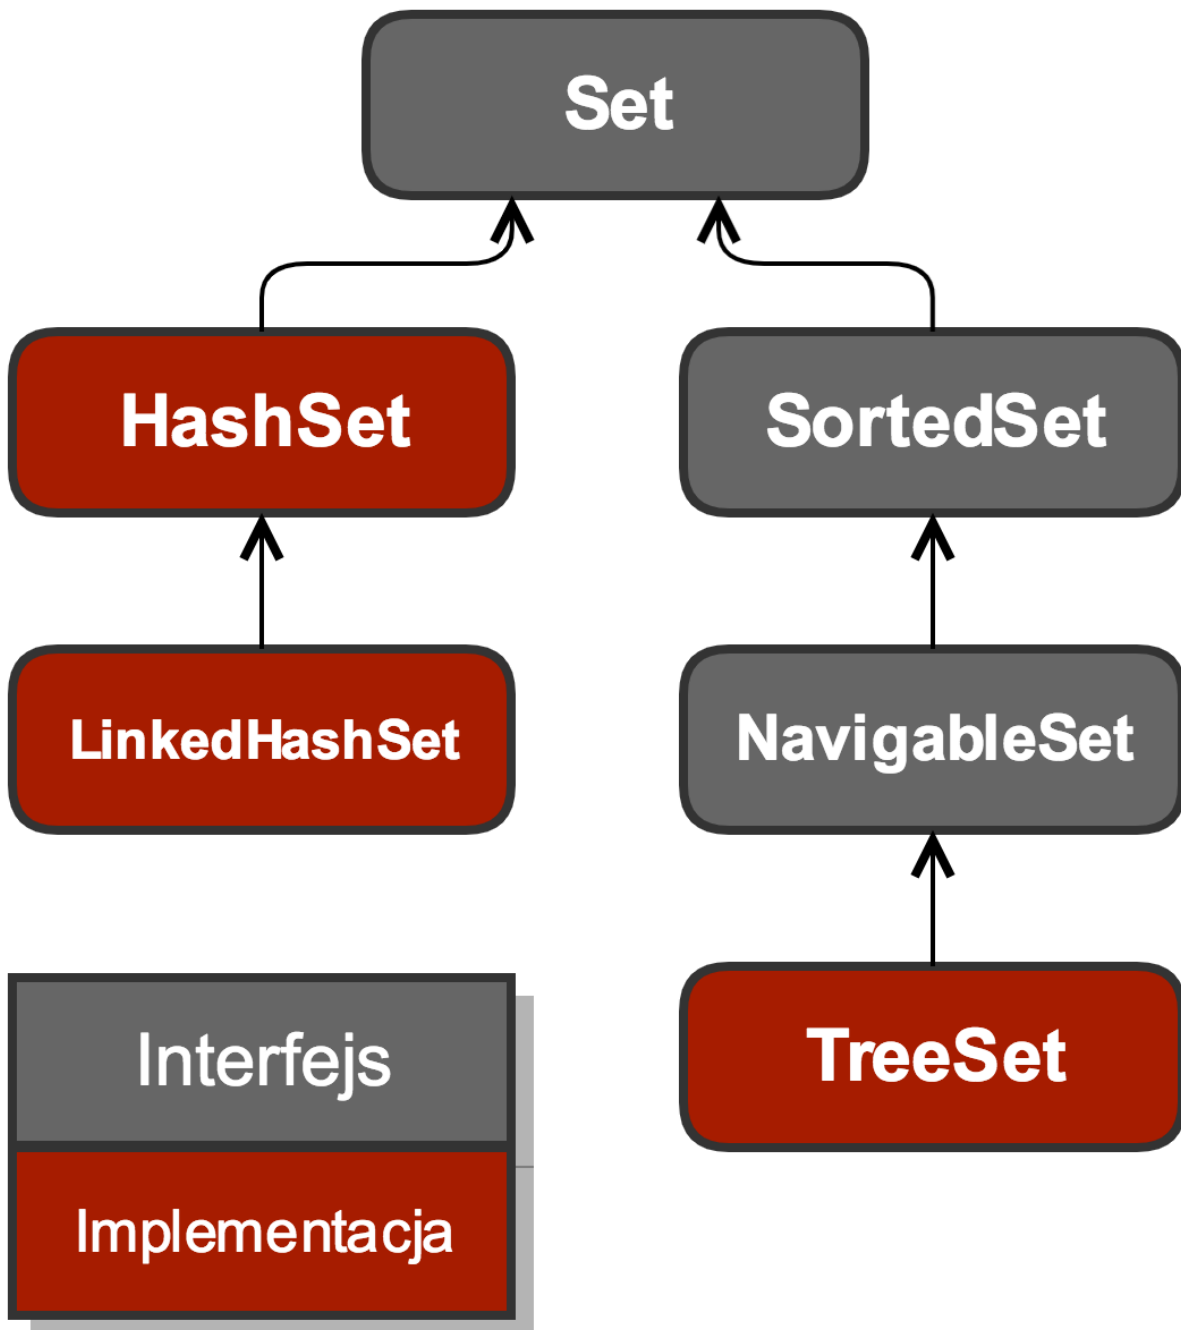 Set
HashSet
SortedSet
LinkedHashSet
NavigableSet
TreeSet
Interfejs
Implementacja